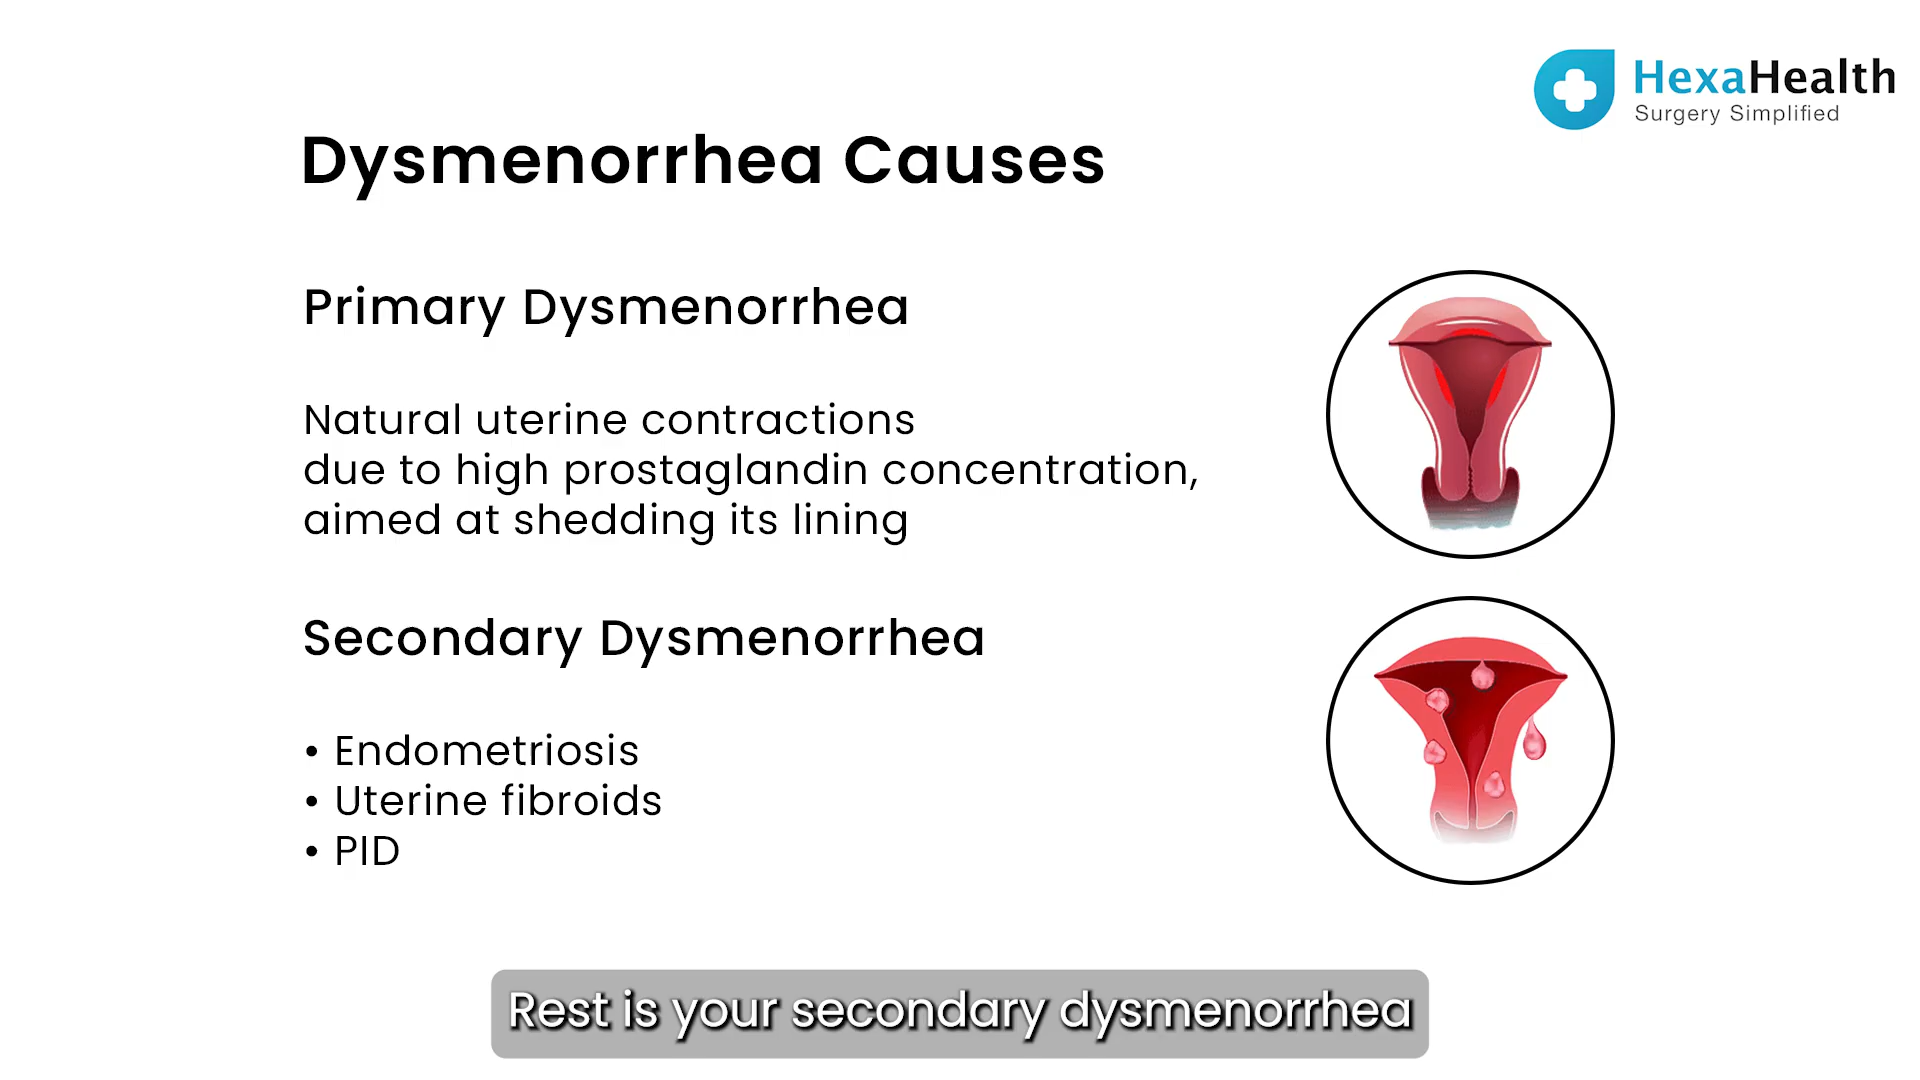 HexaHealth
Surgery Simplified
Dysmenorrhea Causes
Primary Dysmenorrhea
Natural uterine contractions
due to high prostaglandin concentration,
aimed at shedding its lining
Secondary Dysmenorrhea
• Endometriosis
• Uterine fibroids
• PID
Rest is your secondary dysmenorrhea